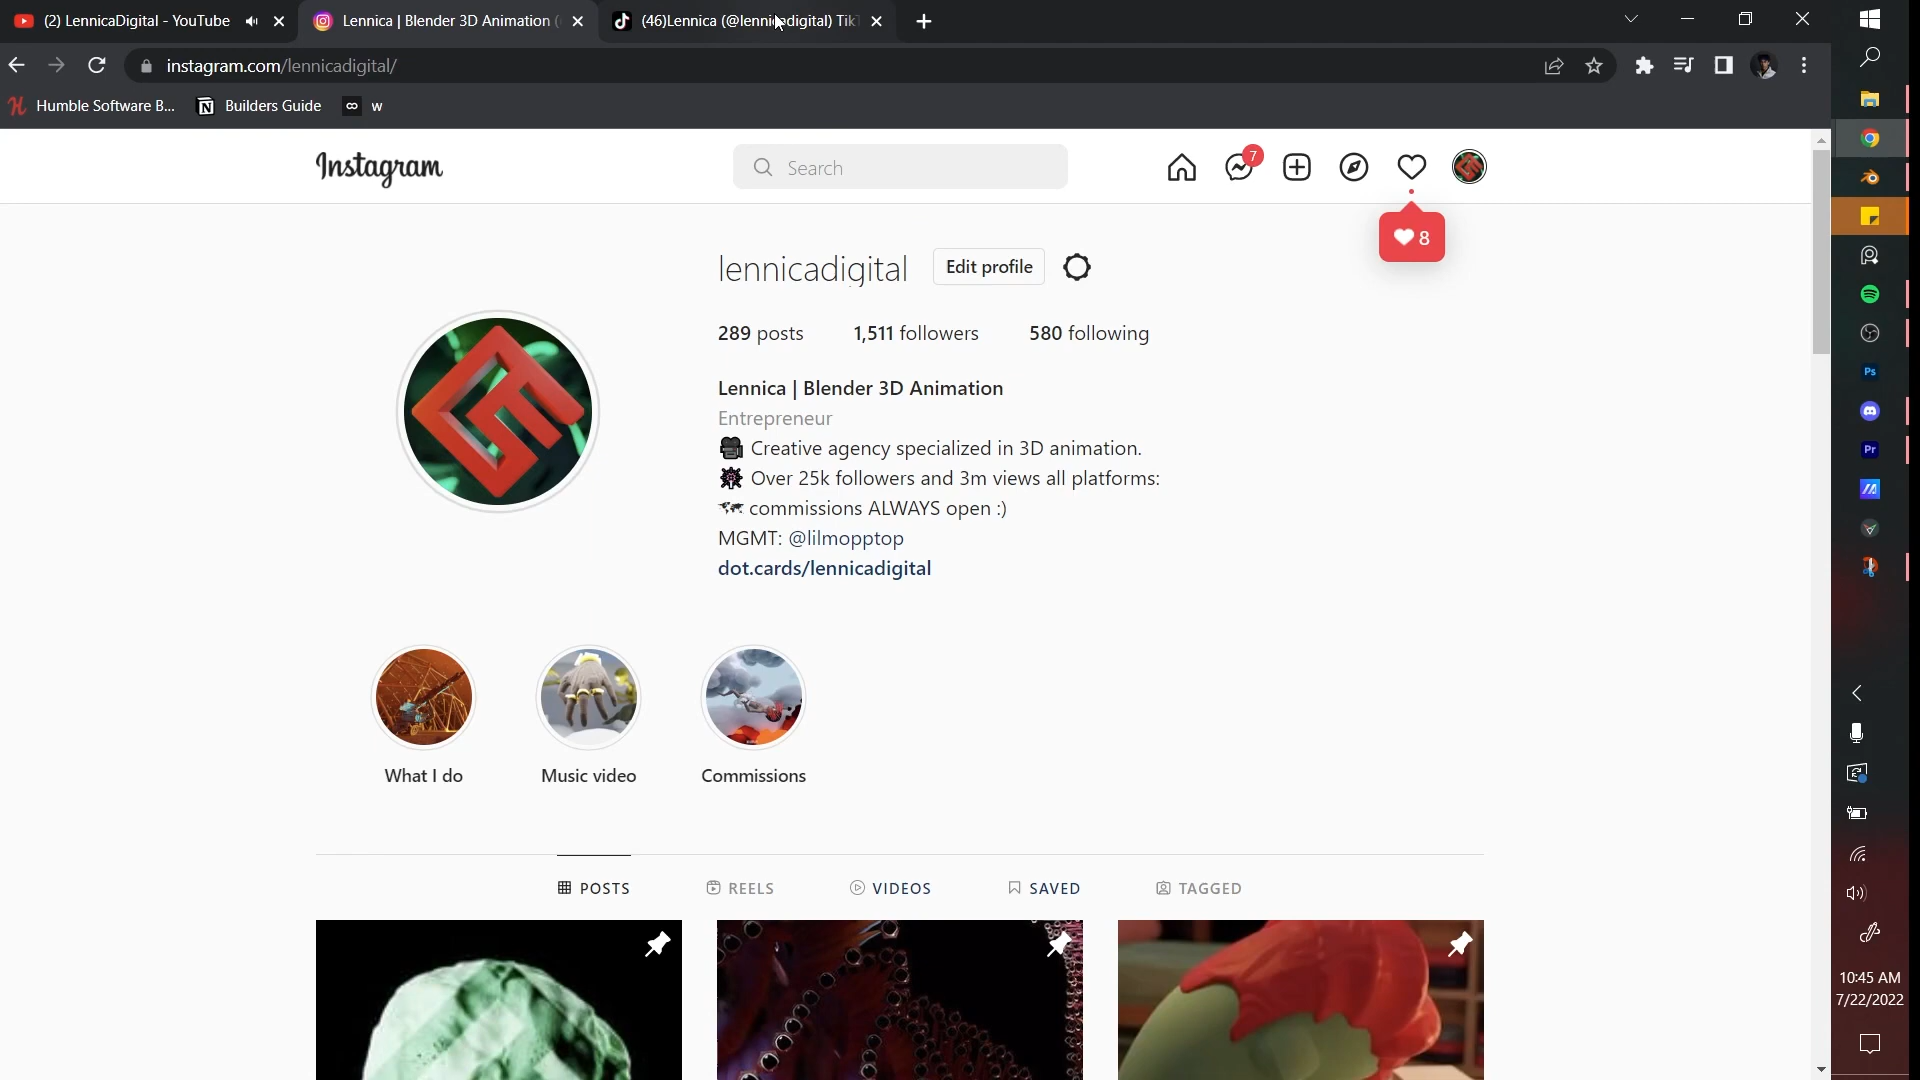 (2) LennicaDigital - YouTube
Lennica | Blender 3D Animation (
(46)Lennica (@lennicadigital) Tik
instagram.com/lennicadigital/
Humble Software B...
Builders Guide
w
Instagram
Search
7
8
lennicadigital
Edit profile
289 posts
1,511 followers
580 following
Lennica | Blender 3D Animation
Entrepreneur
Creative agency specialized in 3D animation.
Over 25k followers and 3m views all platforms:
commissions ALWAYS open :)
MGMT: @lilmopptop
dot.cards/lennicadigital
What I do
Music video
Commissions
POSTS
REELS
VIDEOS
SAVED
TAGGED
Ps
Pr
10:45 AM
7/22/2022